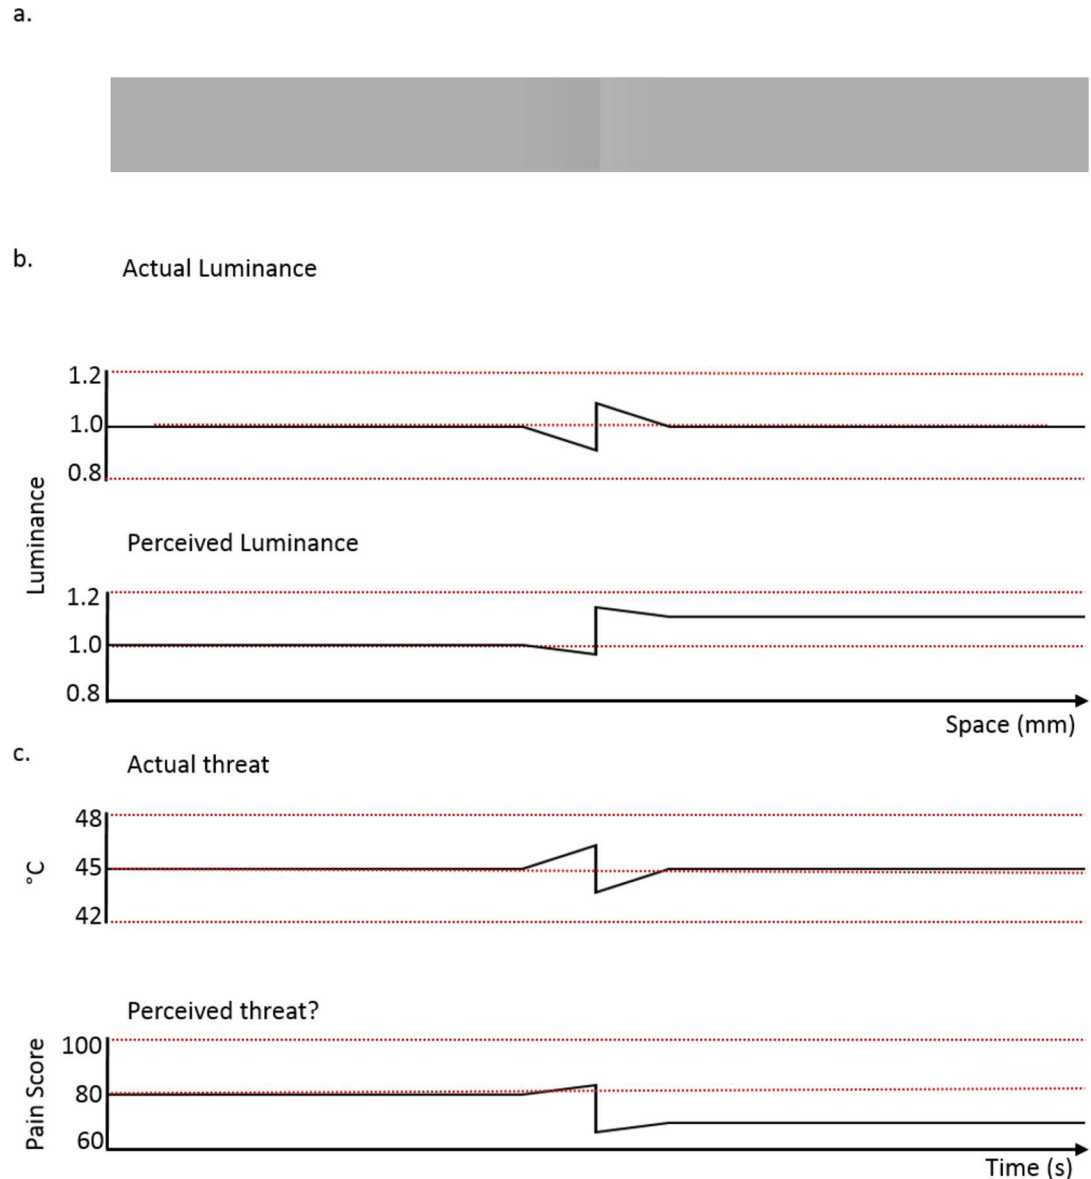 a.
b.
Actual Luminance
1.2
1.0
0.8
Luminance
Perceived Luminance
1.2
1.0
0.8
Space (mm)
c.
Actual threat
48
45
42
°C
Perceived threat?
100
80
60
Pain Score
Time (s)